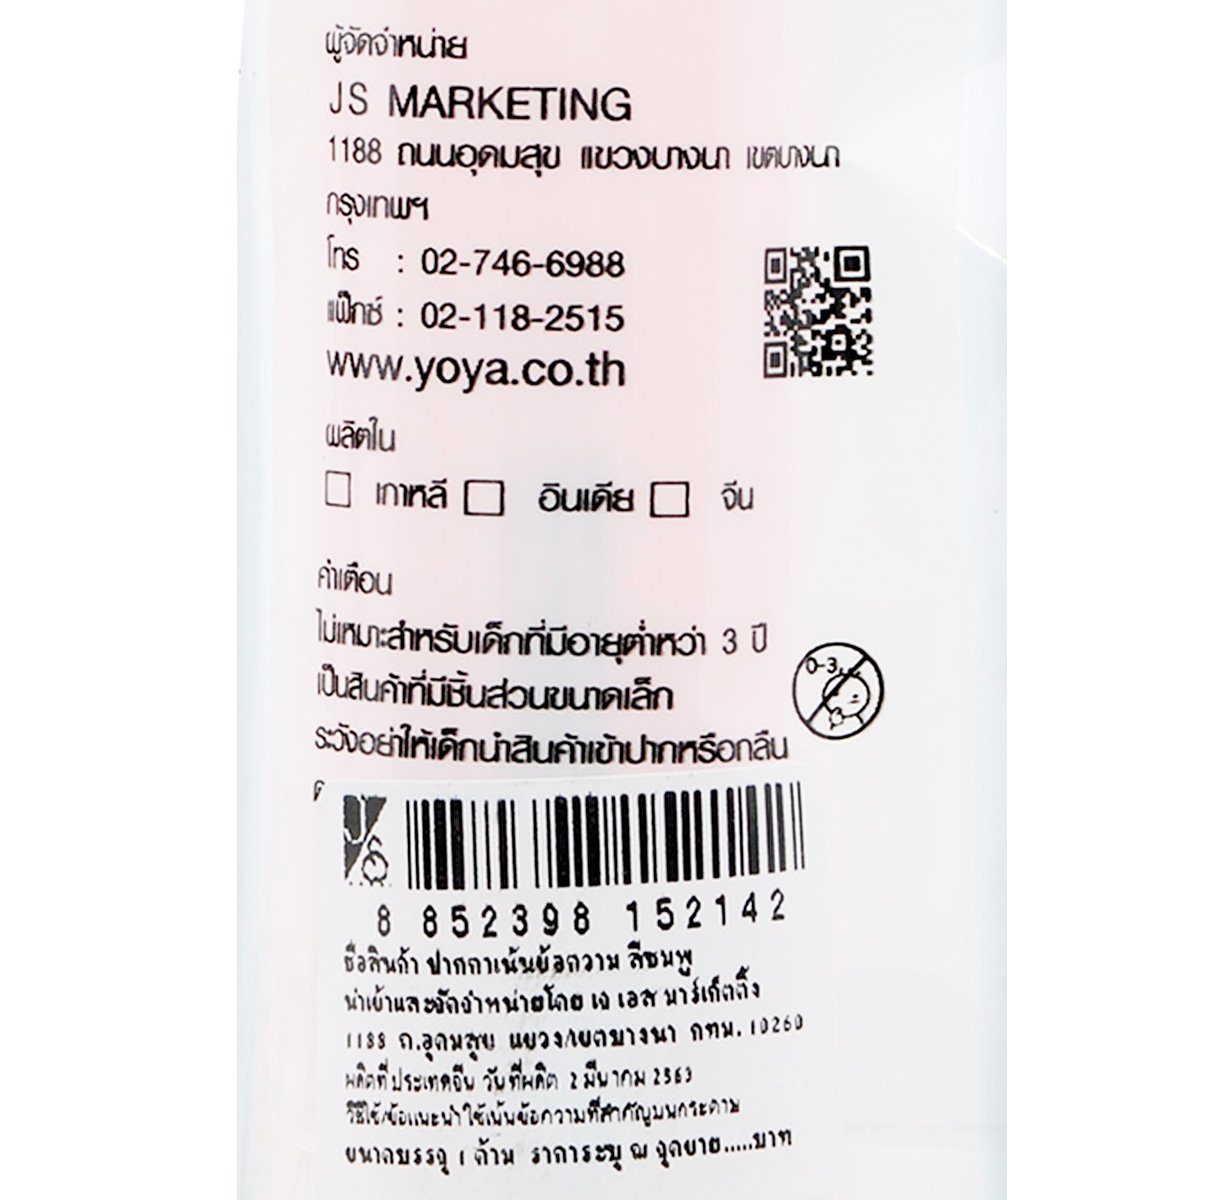 ผู้จัดจำหน่าย
JS MARKETING
1188 ถนนอุดมสุข แขวงบางนา เขตบางนา
กรุงเทพฯ
โทร : 02-746-6988
แฟ๊กซ์ : 02-118-2515
www.yoya.co.th
ผลิตใน
เกาหลี อินเดีย จีน
คำเตือน
ไม่เหมาะสำหรับเด็กที่มีอายุต่ำหว่า 3 ปี
0-3
เป็นสินค้าที่มีชิ้นส่วนขนาดเล็ก
ระวังอย่าให้เด็กนำสินค้าเข้าปากหรือกลืน
8 852398 152142
ชื่อสินค้า ปากกาเน้นข้อความ สีชมพู
นำเข้าและจัดจำหน่ายโดย เจ เอส มาร์เก็ตติ้ง
1188 ถ.อุดมสุข แขวง/เขตบางนา กทม. 10260
ผลิตที่ประเทศจีน วันที่ผลิต 2 มีนาคม 2563
วิธีใช้/ข้อแนะนำ ใช้เน้นข้อความที่สำคัญบนกระดาษ
ขนาดบรรจุ 1 ด้าม ราคาระบุ ณ จุดขาย.....บาท